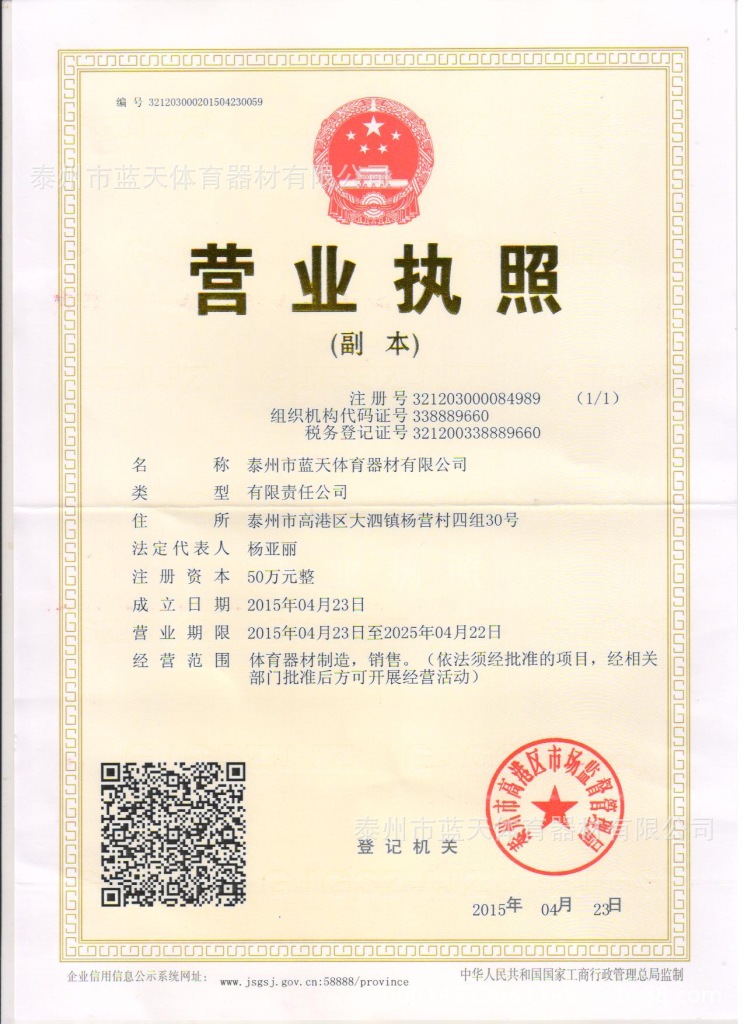 编 号 321203000201504230059
泰州市蓝天体育器材有限公
营业执照
(副 本)
注 册 号 321203000084989 (1/1)
组织机构代码证号 338889660
税务登记证号 321200338889660
名 称 泰州市蓝天体育器材有限公司
类 型 有限责任公司
住 所 泰州市高港区大泗镇杨营村四组30号
法定代表人 杨亚丽
注 册 资 本 50万元整
成 立 日 期 2015年04月23日
营 业 期 限 2015年04月23日至2025年04月22日
经 营 范 围 体育器材制造，销售。（依法须经批准的项目，经相关
部门批准后方可开展经营活动）
泰州市高港区市场监督管理局
泰州市蓝天体育器材有限公司
登 记 机 关
2015年 04月 23日
企业信用信息公示系统网址： www.jsgsj.gov.cn:58888/province
中华人民共和国国家工商行政管理总局监制